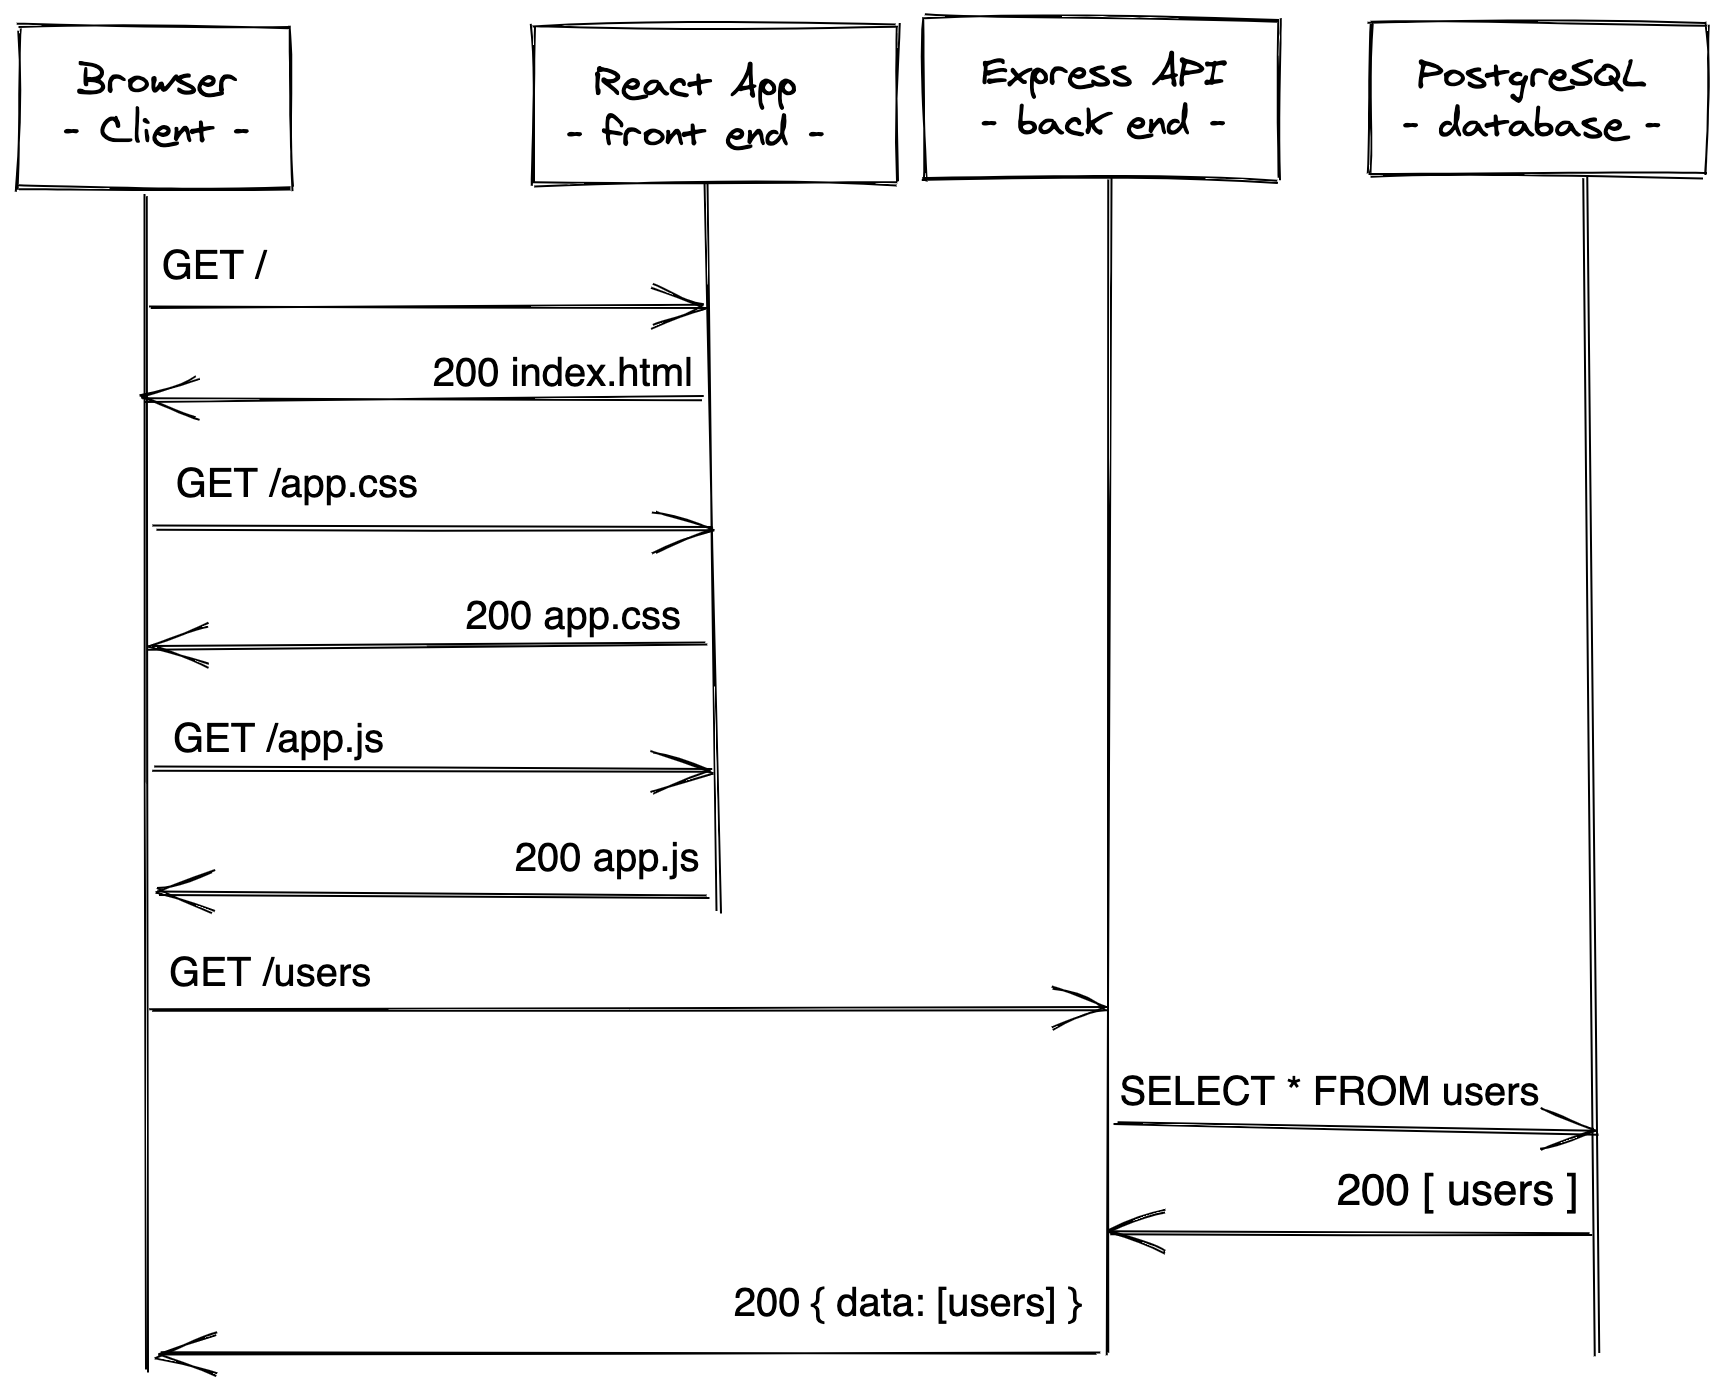 Browser
- Client -
React App
- front end -
Express API
- back end -
PostgreSQL
- database -
GET /
200 index.html
GET /app.css
200 app.css
GET /app.js
200 app.js
GET /users
SELECT * FROM users
200 [ users ]
200 { data: [users] }